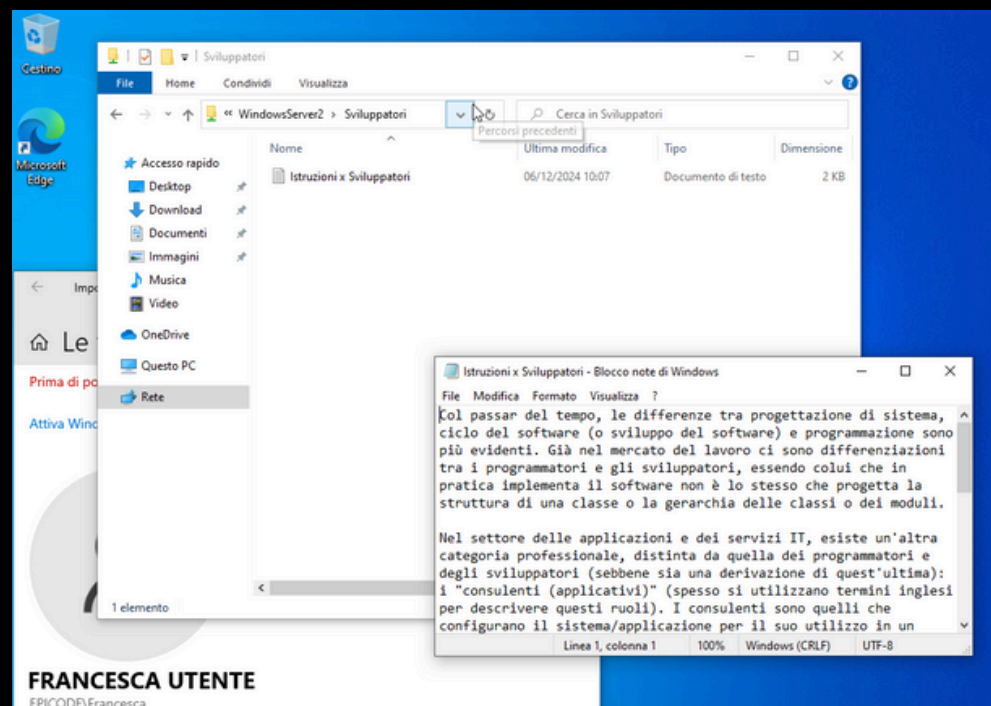 Cestino
Microsoft
Edge
Sviluppatori
File Home Condividi Visualizza
« WindowsServer2 › Sviluppatori
Cerca in Sviluppatori
Percorsi precedenti
Nome Ultima modifica Tipo Dimensione
Istruzioni x Sviluppatori 06/12/2024 10:07 Documento di testo 2 KB
Accesso rapido
Desktop
Download
Documenti
Immagini
Musica
Video
OneDrive
Questo PC
Rete
1 elemento
Le
Prima di po
Attiva Wind
FRANCESCA UTENTE
EPICODE\Francesca
Istruzioni x Sviluppatori - Blocco note di Windows
File Modifica Formato Visualizza ?
Col passar del tempo, le differenze tra progettazione di sistema,
ciclo del software (o sviluppo del software) e programmazione sono
più evidenti. Già nel mercato del lavoro ci sono differenziazioni
tra i programmatori e gli sviluppatori, essendo colui che in
pratica implementa il software non è lo stesso che progetta la
struttura di una classe o la gerarchia delle classi o dei moduli.
Nel settore delle applicazioni e dei servizi IT, esiste un'altra
categoria professionale, distinta da quella dei programmatori e
degli sviluppatori (sebbene sia una derivazione di quest'ultima):
i "consulenti (applicativi)" (spesso si utilizzano termini inglesi
per descrivere questi ruoli). I consulenti sono quelli che
configurano il sistema/applicazione per il suo utilizzo in un
Linea 1, colonna 1 100% Windows (CRLF) UTF-8